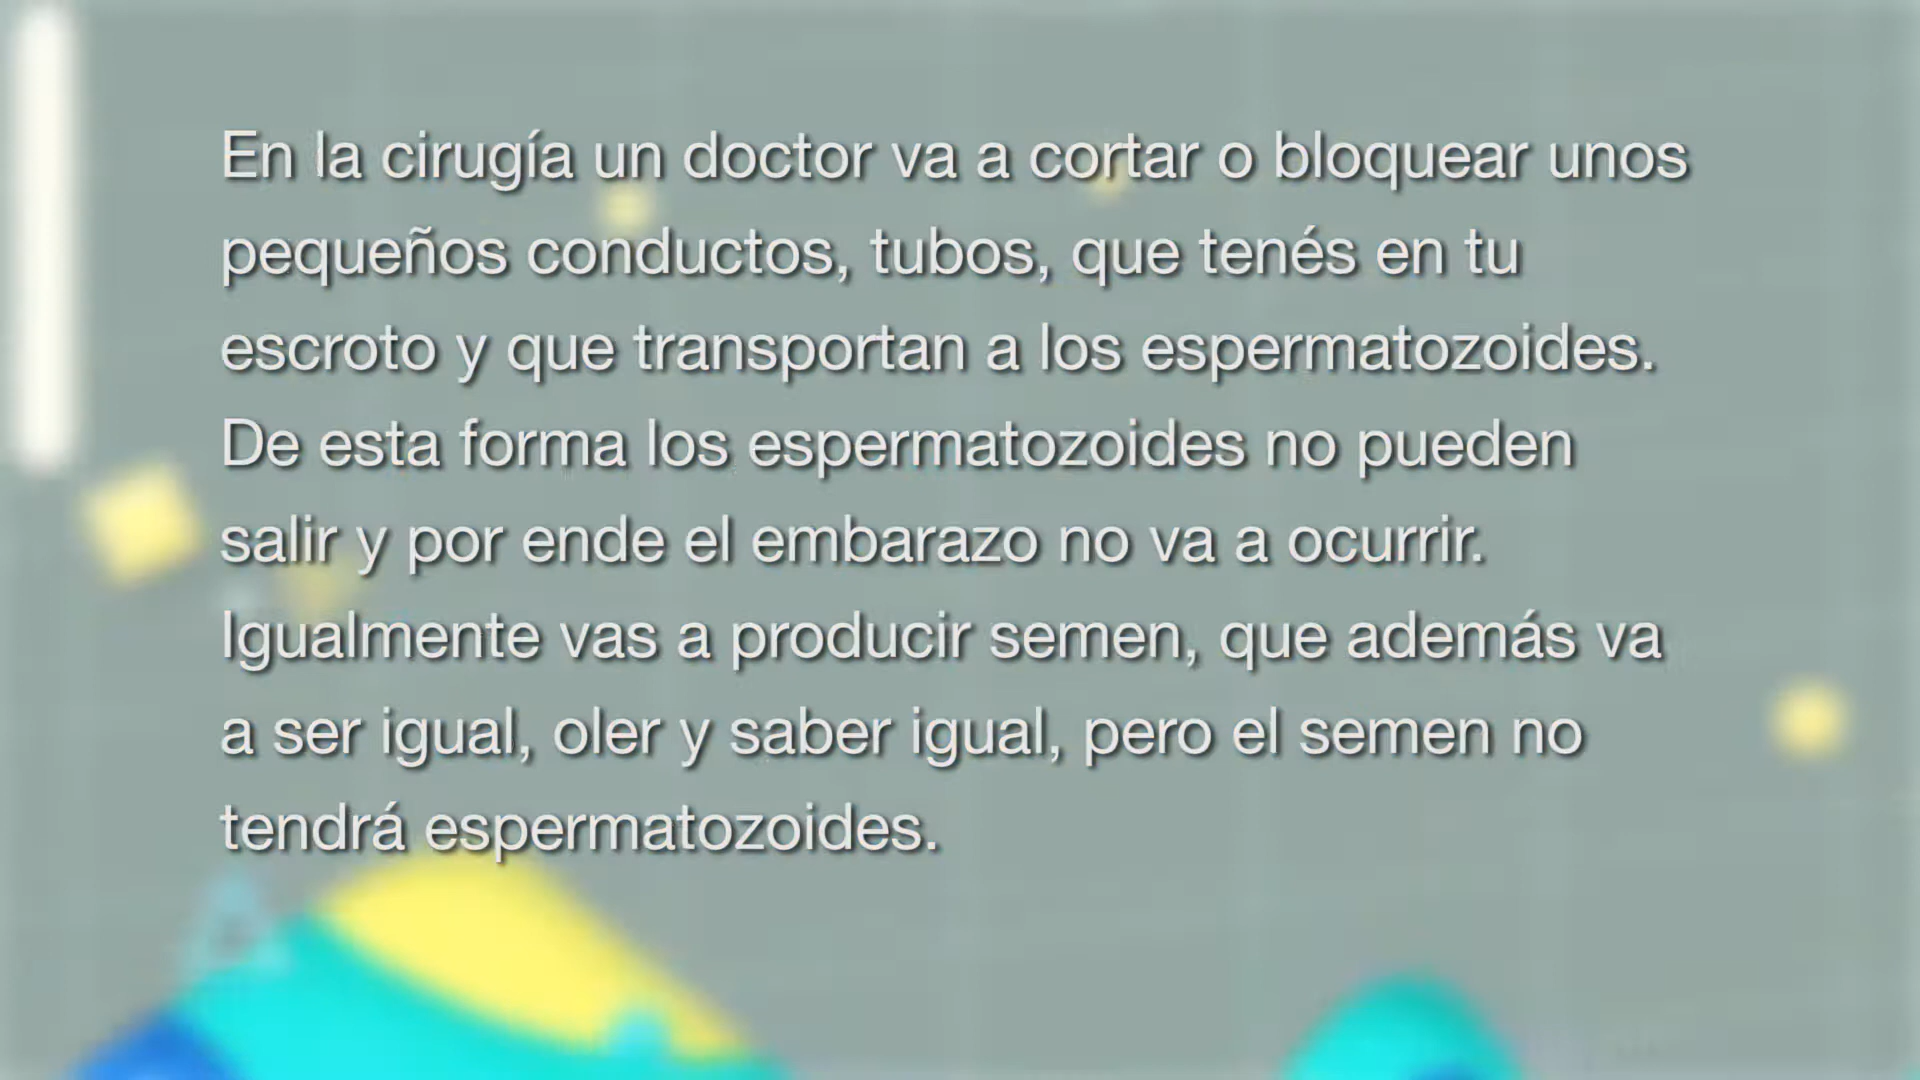 En la cirugía un doctor va a cortar o bloquear unos
pequeños conductos, tubos, que tenés en tu
escroto y que transportan a los espermatozoides.
De esta forma los espermatozoides no pueden
salir y por ende el embarazo no va a ocurrir.
Igualmente vas a producir semen, que además va
a ser igual, oler y saber igual, pero el semen no
tendrá espermatozoides.